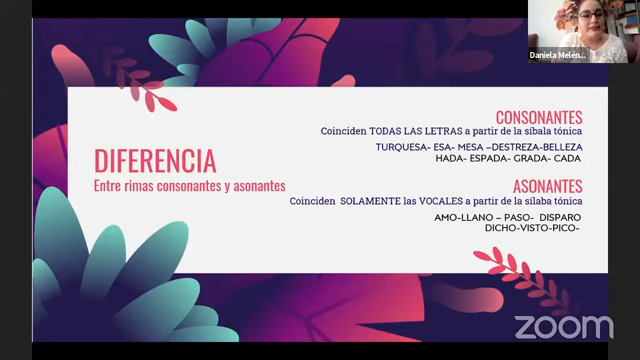 Daniela Melén...
CONSONANTES
Coinciden TODAS LAS LETRAS a partir de la síbala tónica
TURQUESA- ESA- MESA –DESTREZA-BELLEZA
HADA- ESPADA- GRADA- CADA
DIFERENCIA
Entre rimas consonantes y asonantes
ASONANTES
Coinciden SOLAMENTE las VOCALES a partir de la sílaba tónica
AMO-LLANO – PASO- DISPARO
DICHO-VISTO-PICO-
zoom